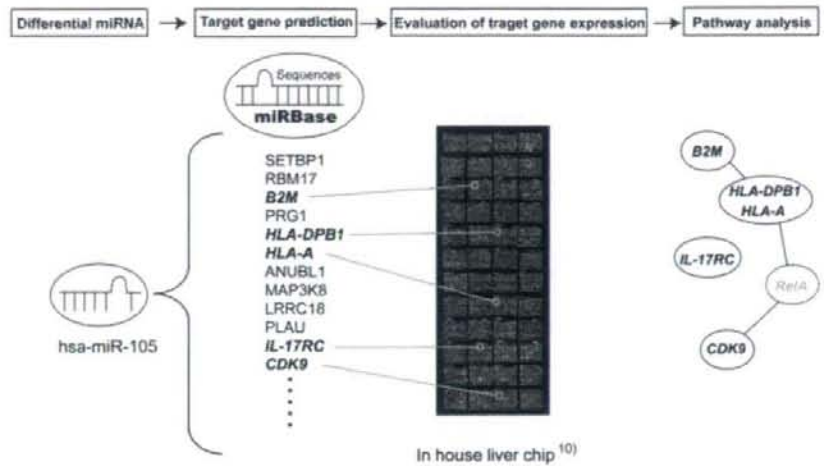 Differential miRNA
Target gene prediction
Evaluation of traget gene expression
Pathway analysis
Sequences
miRBase
SETBP1
RBM17
B2M
PRG1
HLA-DPB1
HLA-A
ANUBL1
MAP3K8
LRRC18
PLAU
IL-17RC
CDK9
hsa-miR-105
In house liver chip 10)
B2M
HLA-DPB1
HLA-A
IL-17RC
RelA
CDK9